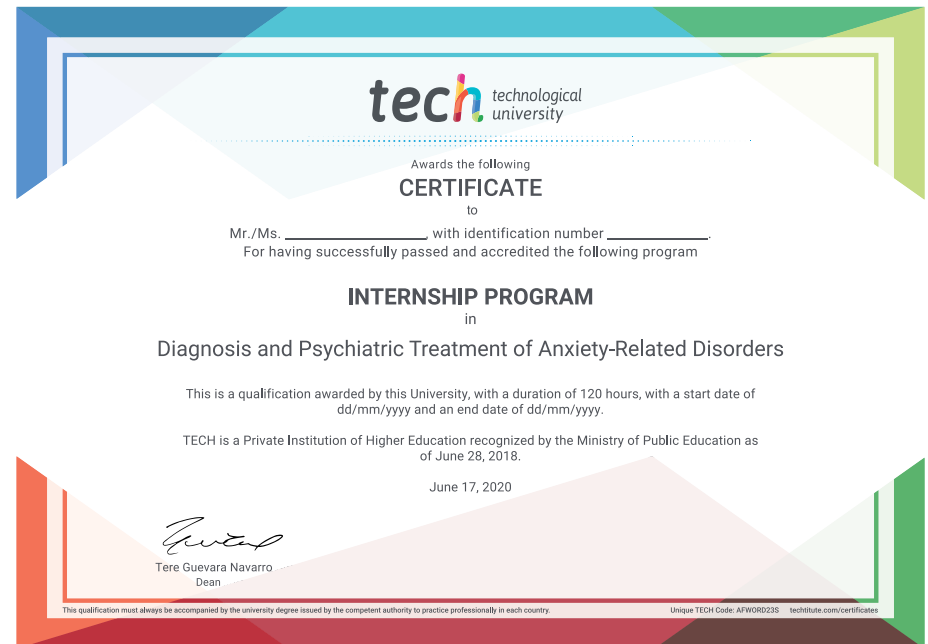 tech technological
university
Awards the following
CERTIFICATE
to
Mr./Ms. ____________, with identification number ____________.
For having successfully passed and accredited the following program
INTERNSHIP PROGRAM
in
Diagnosis and Psychiatric Treatment of Anxiety-Related Disorders
This is a qualification awarded by this University, with a duration of 120 hours, with a start date of
dd/mm/yyyy and an end date of dd/mm/yyyy.
TECH is a Private Institution of Higher Education recognized by the Ministry of Public Education as
of June 28, 2018.
June 17, 2020
Tere Guevara Navarro
Dean
This qualification must always be accompanied by the university degree issued by the competent authority to practice professionally in each country.
Unique TECH Code: AFWORD23S techtitute.com/certificates